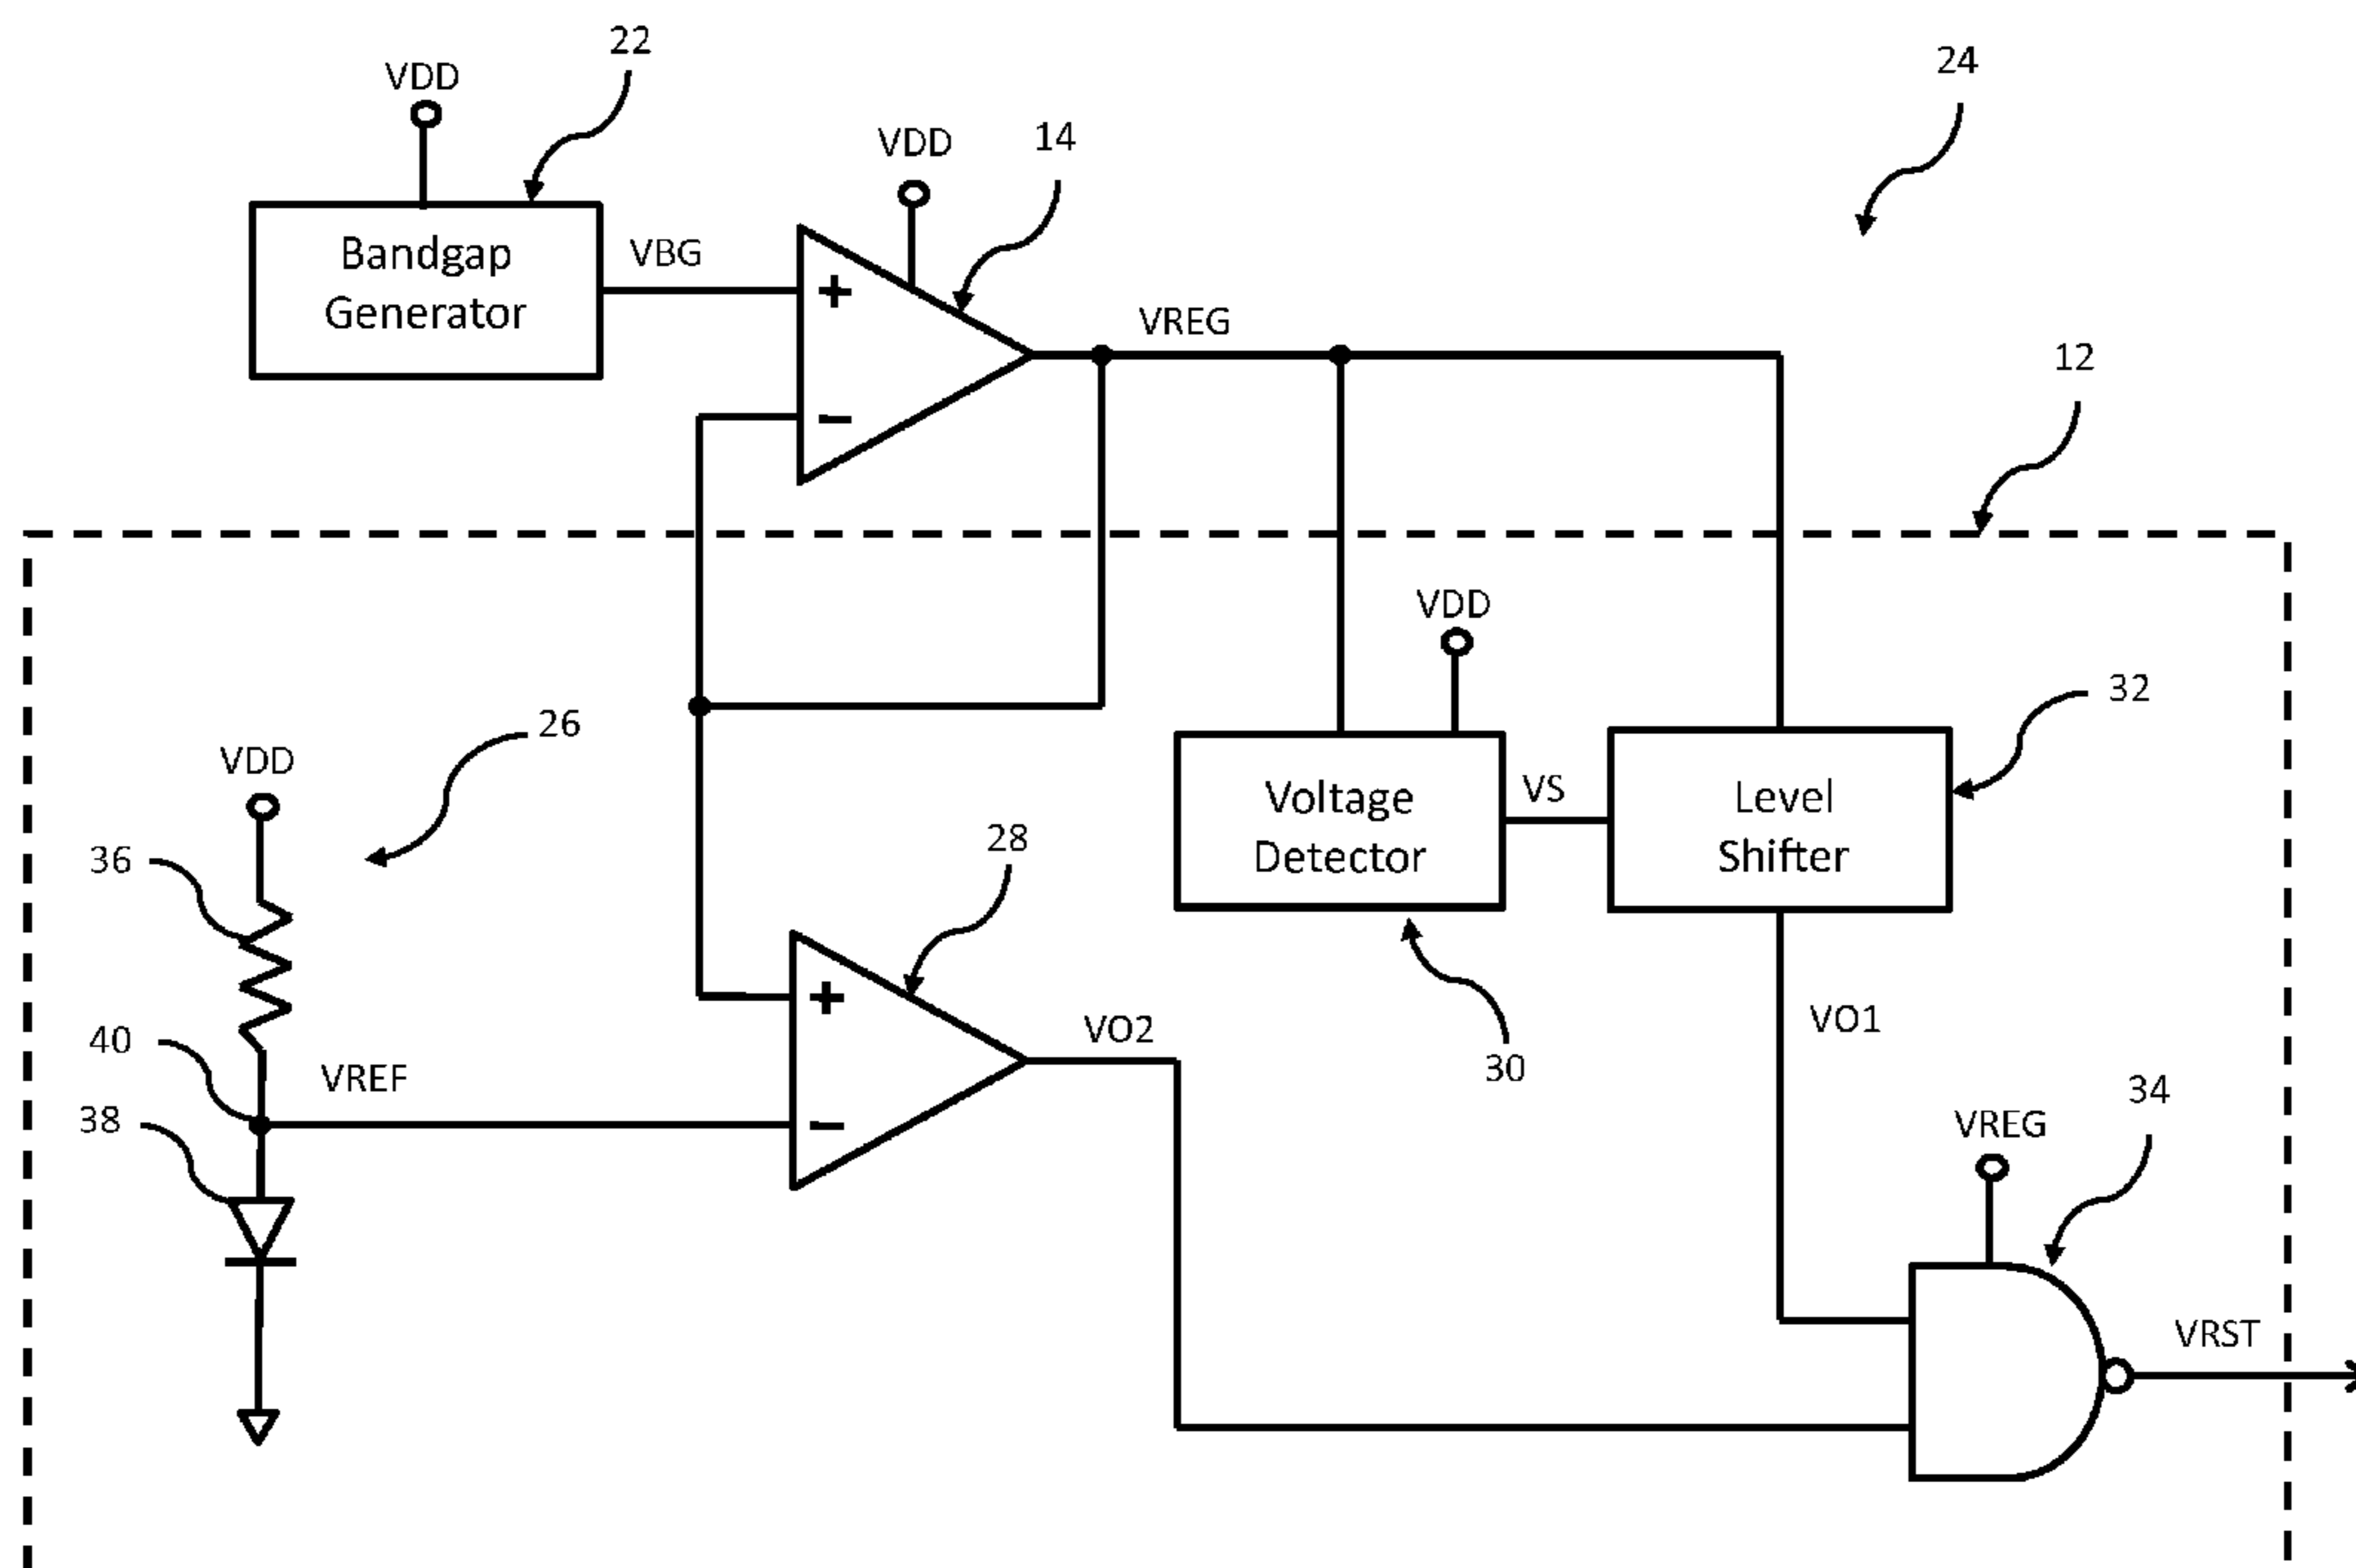 22
24
VDD
VDD
14
Bandgap
Generator
VBG
+
−
VREG
12
VDD
32
26
VDD
Voltage
Detector
VS
Level
Shifter
36
28
+
−
VO2
VO1
30
40
VREF
38
34
VREG
VRST